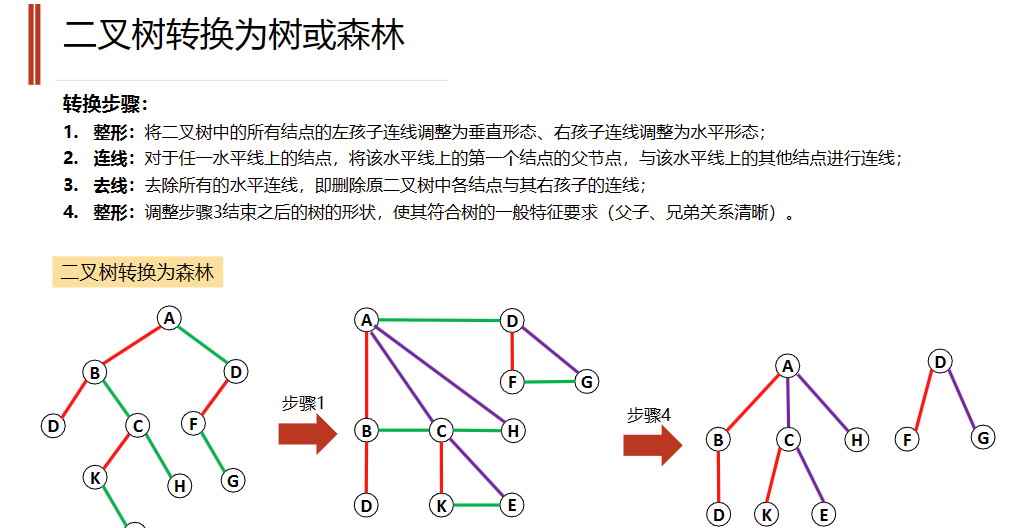 二叉树转换为树或森林
转换步骤：
1. 整形：将二叉树中的所有结点的左孩子连线调整为垂直形态、右孩子连线调整为水平形态；
2. 连线：对于任一水平线上的结点，将该水平线上的第一个结点的父节点，与该水平线上的其他结点进行连线；
3. 去线：去除所有的水平连线，即删除原二叉树中各结点与其右孩子的连线；
4. 整形：调整步骤3结束之后的树的形状，使其符合树的一般特征要求（父子、兄弟关系清晰）。
二叉树转换为森林
A
B
D
D
C
F
K
H
G
步骤1
A
D
F
G
B
C
H
D
K
E
步骤4
A
D
B
C
H
F
G
D
K
E